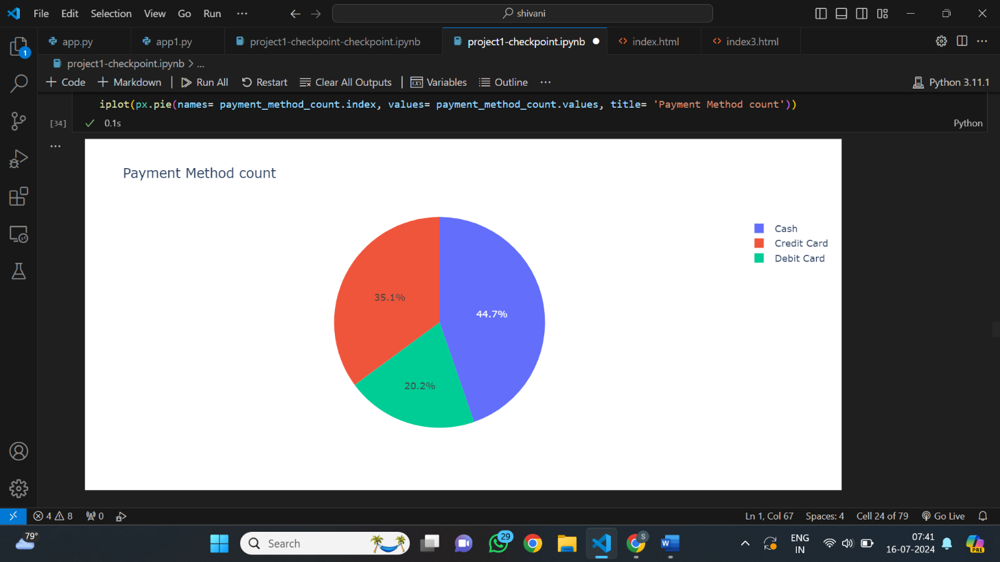 File Edit Selection View Go Run ... shivani
1 app.py app1.py project1-checkpoint-checkpoint.ipynb project1-checkpoint.ipynb index.html index3.html ...
project1-checkpoint.ipynb > ...
Code Markdown Run All Restart Clear All Outputs Variables Outline ... Python 3.11.1
iplot(px.pie(names= payment_method_count.index, values= payment_method_count.values, title= 'Payment Method count'))
[34] 0.1s Python
Payment Method count
Cash
Credit Card
Debit Card
35.1%
44.7%
20.2%
4 8 0 Ln 1, Col 67 Spaces: 4 Cell 24 of 79 Go Live
79° Search 29 S W ENG 07:41
IN 16-07-2024 PRE